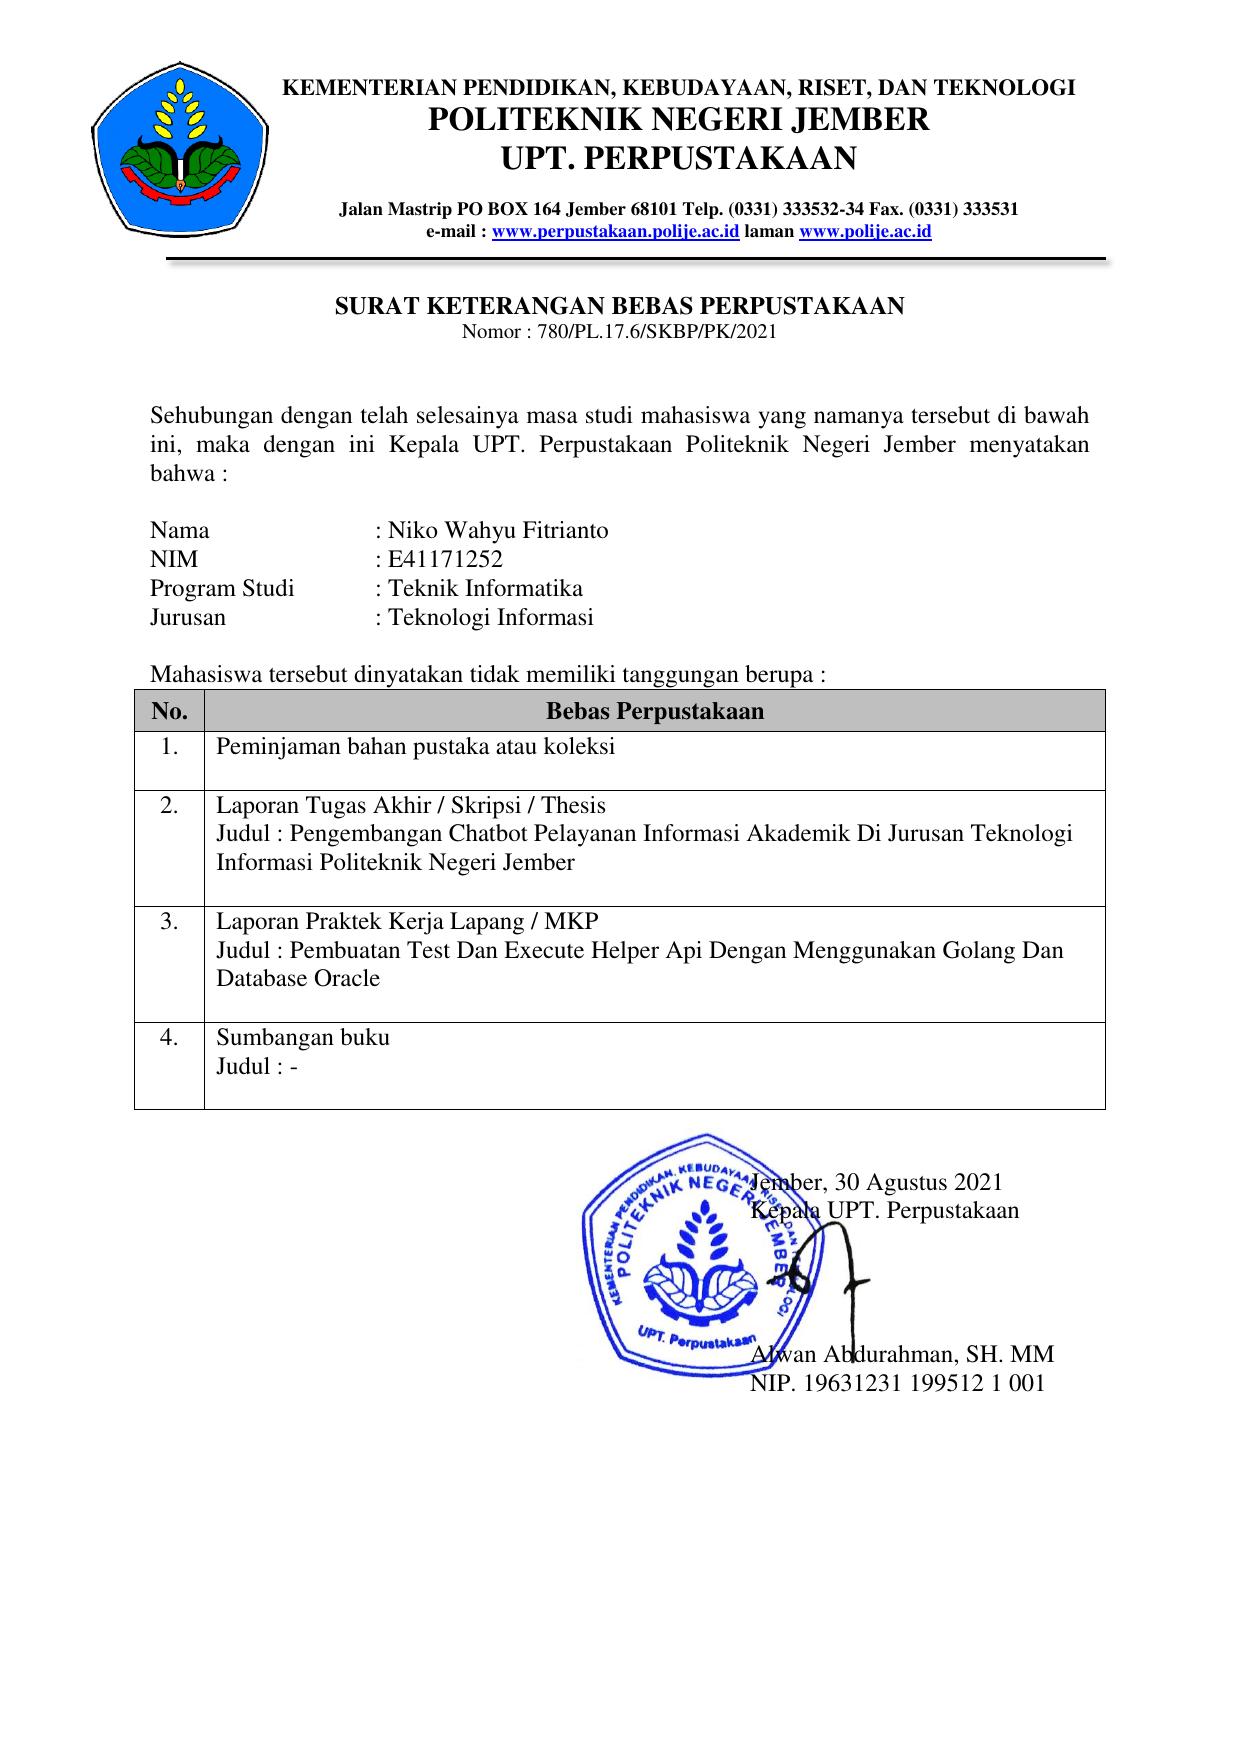 KEMENTERIAN PENDIDIKAN, KEBUDAYAAN, RISET, DAN TEKNOLOGI
POLITEKNIK NEGERI JEMBER
UPT. PERPUSTAKAAN
Jalan Mastrip PO BOX 164 Jember 68101 Telp. (0331) 333532-34 Fax. (0331) 333531
e-mail : www.perpustakaan.polije.ac.id laman www.polije.ac.id
SURAT KETERANGAN BEBAS PERPUSTAKAAN
Nomor : 780/PL.17.6/SKBP/PK/2021
Sehubungan dengan telah selesainya masa studi mahasiswa yang namanya tersebut di bawah
ini, maka dengan ini Kepala UPT. Perpustakaan Politeknik Negeri Jember menyatakan
bahwa :
Nama : Niko Wahyu Fitrianto
NIM : E41171252
Program Studi : Teknik Informatika
Jurusan : Teknologi Informasi
Mahasiswa tersebut dinyatakan tidak memiliki tanggungan berupa :
No. Bebas Perpustakaan
1. Peminjaman bahan pustaka atau koleksi
2. Laporan Tugas Akhir / Skripsi / Thesis
Judul : Pengembangan Chatbot Pelayanan Informasi Akademik Di Jurusan Teknologi
Informasi Politeknik Negeri Jember
3. Laporan Praktek Kerja Lapang / MKP
Judul : Pembuatan Test Dan Execute Helper Api Dengan Menggunakan Golang Dan
Database Oracle
4. Sumbangan buku
Judul : -
KEMENTERIAN PENDIDIKAN, KEBUDAYAAN, RISET, DAN TEKNOLOGI
POLITEKNIK NEGERI JEMBER
UPT. Perpustakaan
Jember, 30 Agustus 2021
Kepala UPT. Perpustakaan
Alwan Abdurahman, SH. MM
NIP. 19631231 199512 1 001